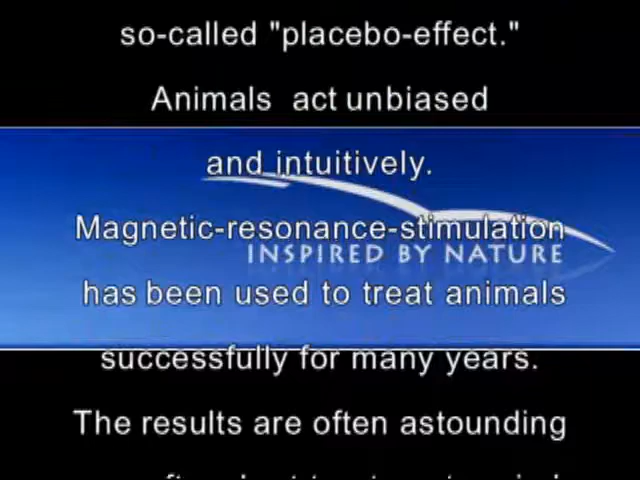 so-called "placebo-effect."
Animals act unbiased
and intuitively.
Magnetic-resonance-stimulation
INSPIRED BY NATURE
has been used to treat animals
successfully for many years.
The results are often astounding